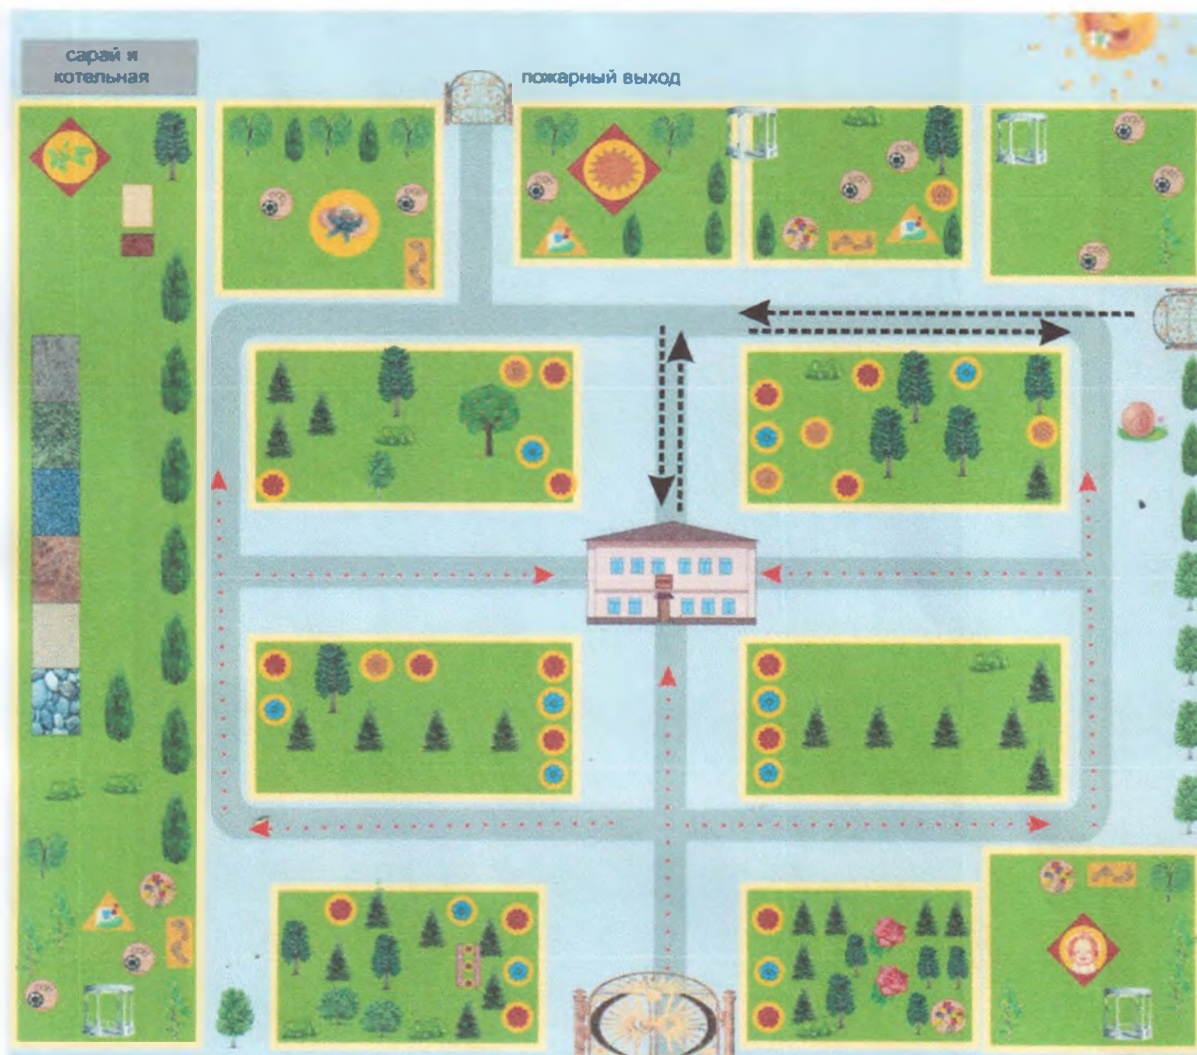 сарай и
котельная
пожарный выход